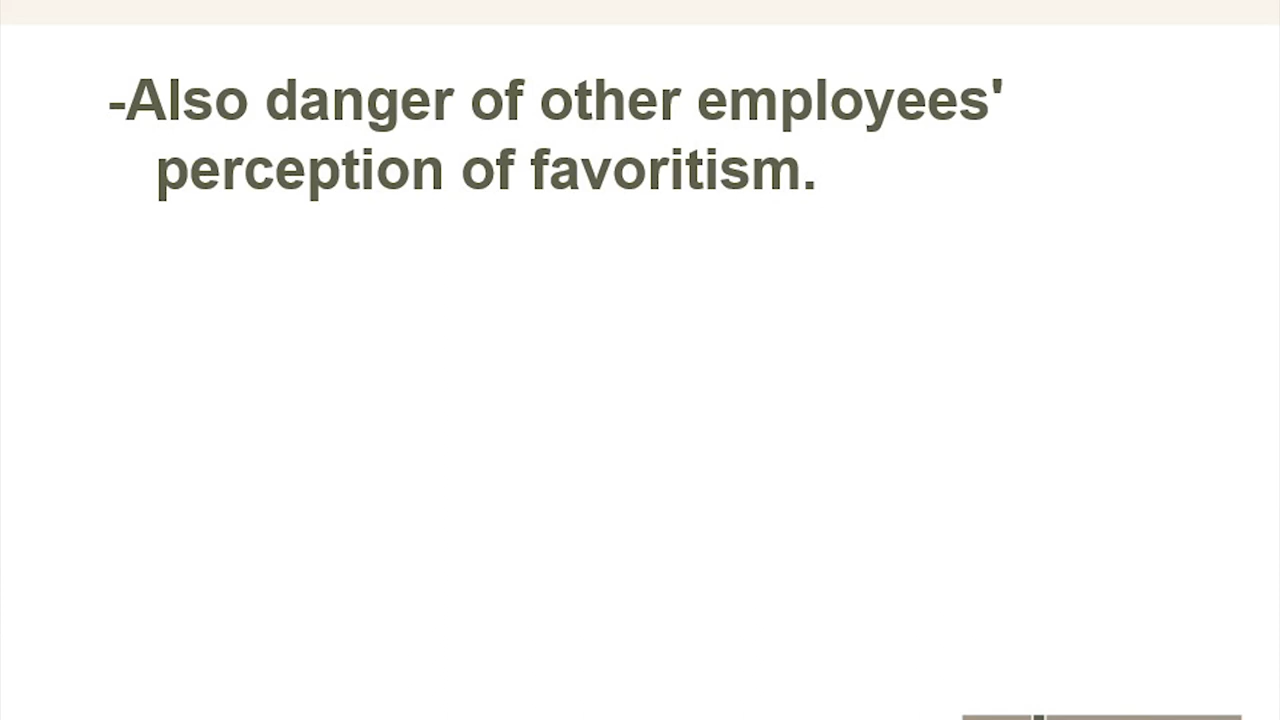 -Also danger of other employees'
perception of favoritism.